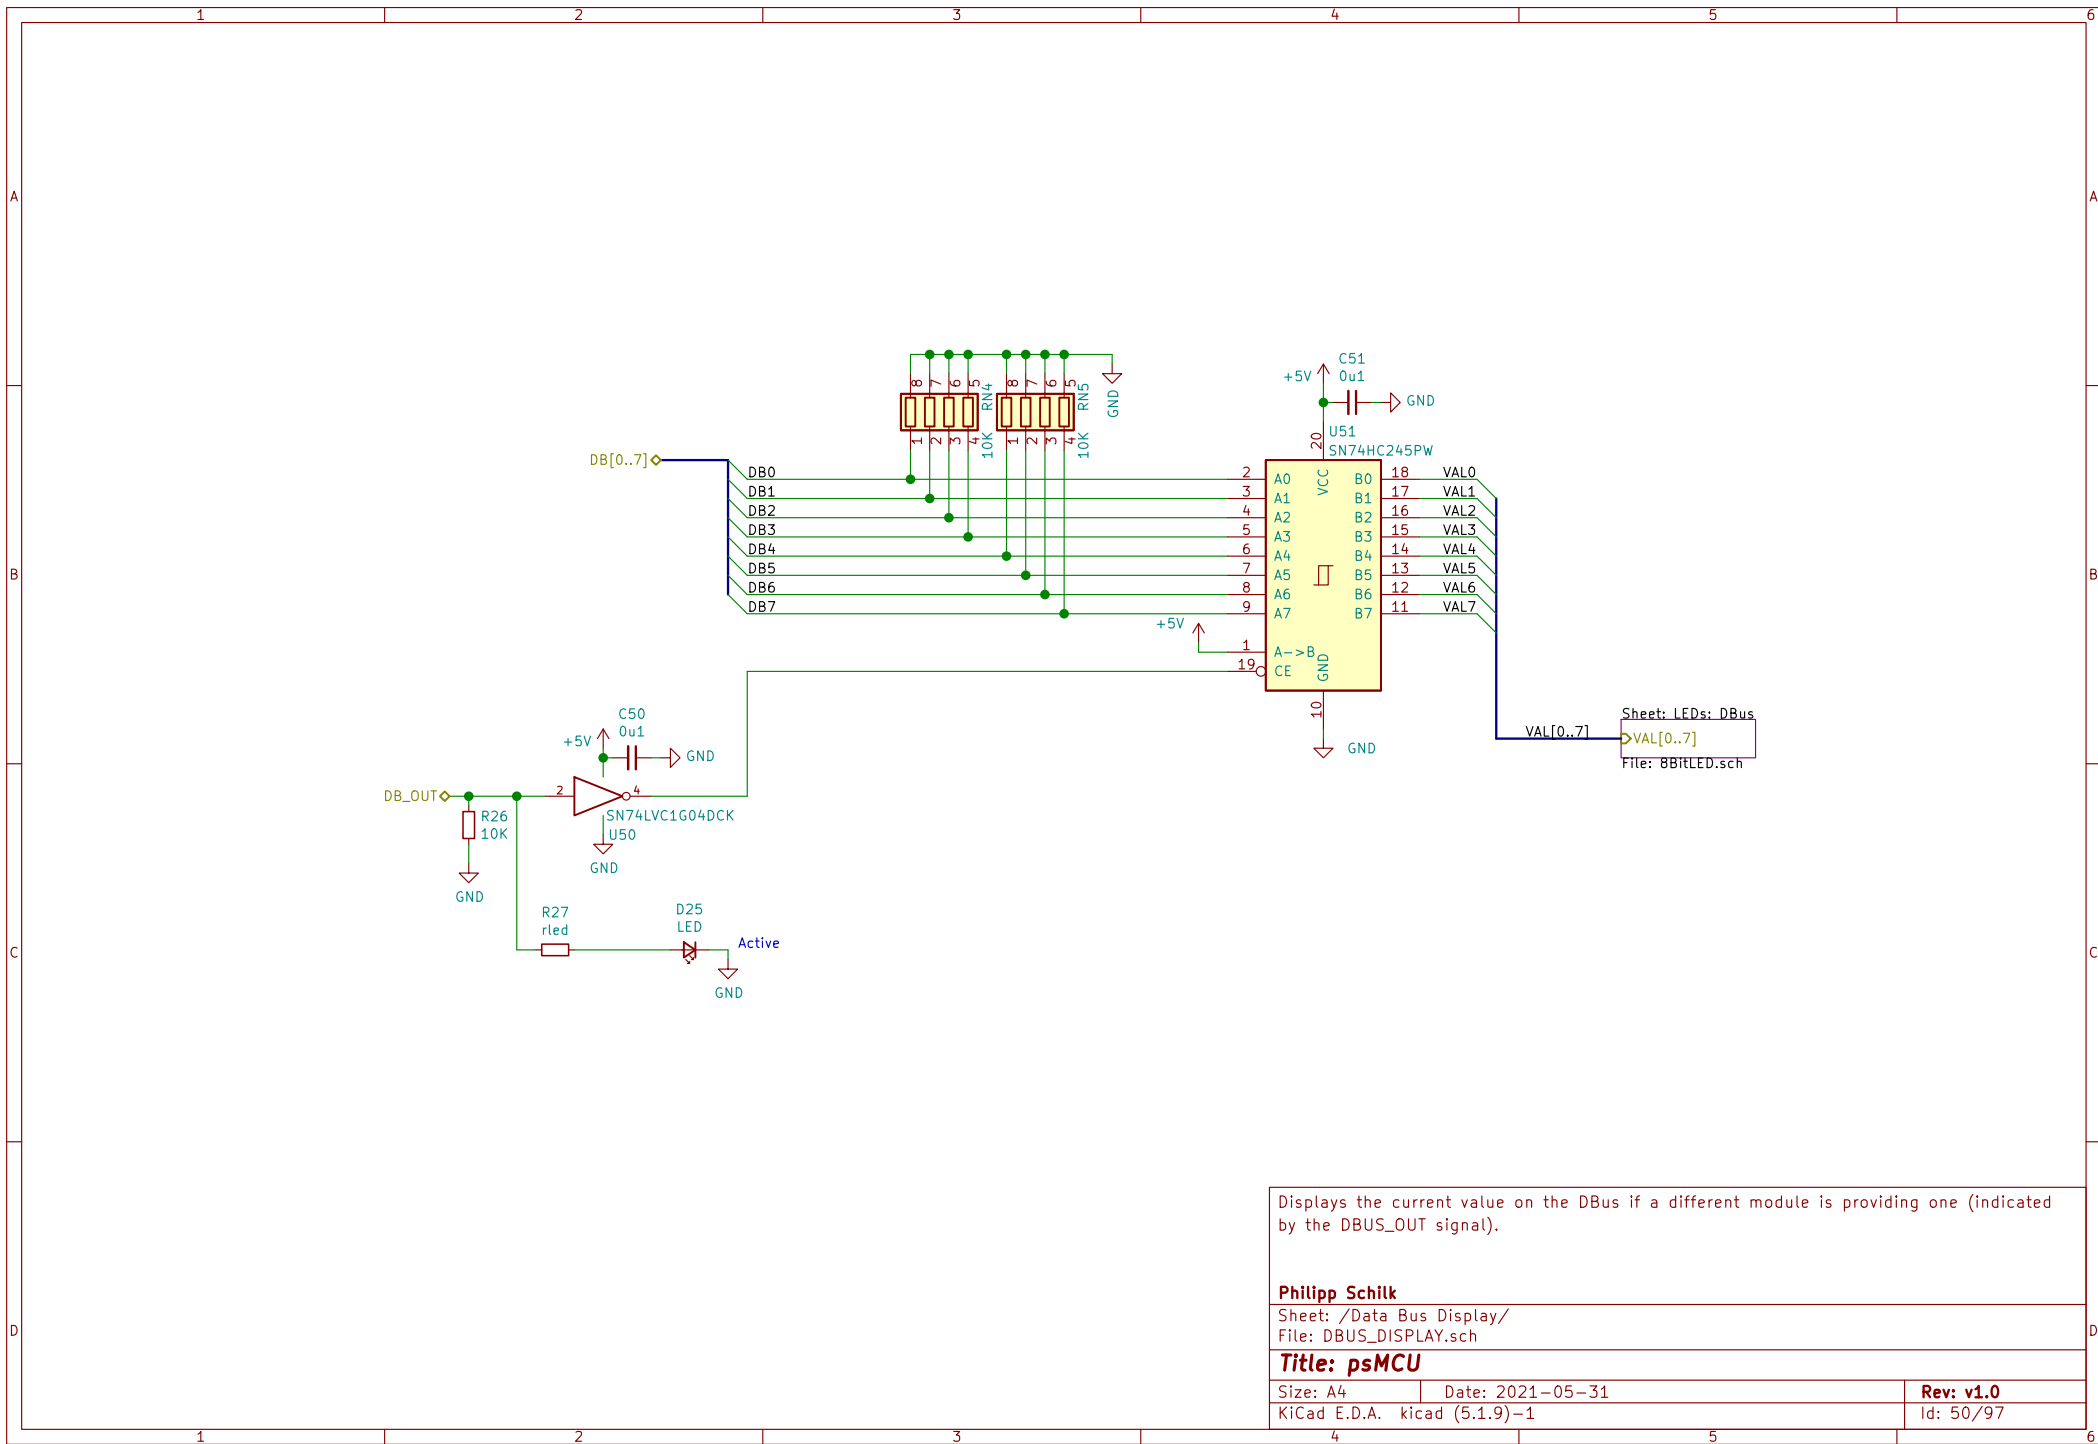 1 2 3 4 5 6
A A
B B
C C
D D
1 2 3 4 5 6
8 7 6 5 RN4
1 2 3 4 10K
8 7 6 5 RN5
1 2 3 4 10K
GND
C51
0u1
+5V
GND
U51
SN74HC245PW
20
VCC
DB[0..7]
DB0 2 A0 B0 18 VAL0
DB1 3 A1 B1 17 VAL1
DB2 4 A2 B2 16 VAL2
DB3 5 A3 B3 15 VAL3
DB4 6 A4 B4 14 VAL4
DB5 7 A5 B5 13 VAL5
DB6 8 A6 B6 12 VAL6
DB7 9 A7 B7 11 VAL7
+5V
1 A->B
19 CE
GND
10
GND
Sheet: LEDs: DBus
VAL[0..7] VAL[0..7]
File: 8BitLED.sch
C50
0u1
+5V
GND
DB_OUT
2 4
SN74LVC1G04DCK
U50
GND
R26
10K
GND
R27
rled
D25
LED
Active
GND
Displays the current value on the DBus if a different module is providing one (indicated
by the DBUS_OUT signal).
Philipp Schilk
Sheet: /Data Bus Display/
File: DBUS_DISPLAY.sch
Title: psMCU
Size: A4 Date: 2021-05-31 Rev: v1.0
KiCad E.D.A. kicad (5.1.9)-1 Id: 50/97